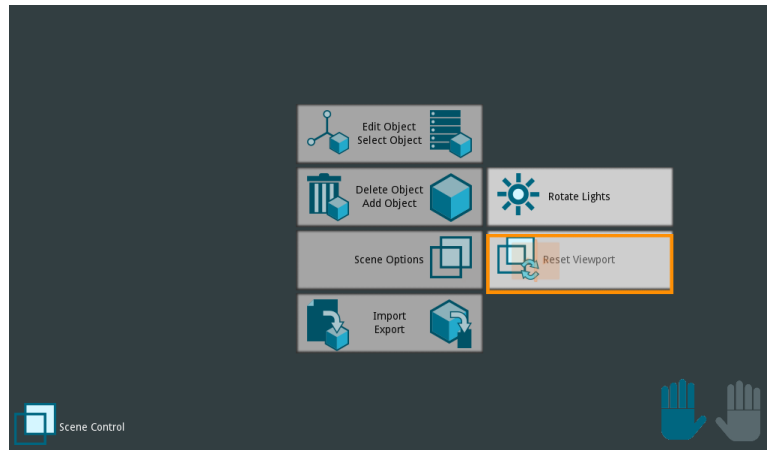 Edit Object
Select Object
Delete Object
Add Object
Rotate Lights
Scene Options
Reset Viewport
Import
Export
Scene Control